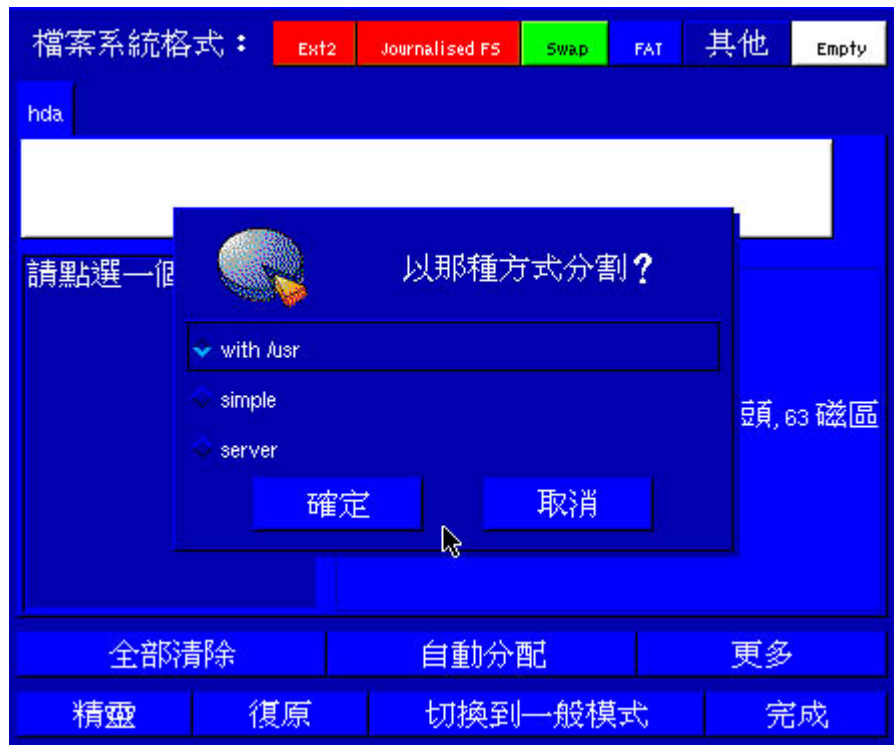 檔案系統格式： Ext2 Journalised FS Swap FAT 其他 Empty
hda
以那種方式分割？
請點選一個
with /usr
simple
頭, 63 磁區
server
確定 取消
全部清除 自動分配 更多
精靈 復原 切換到一般模式 完成